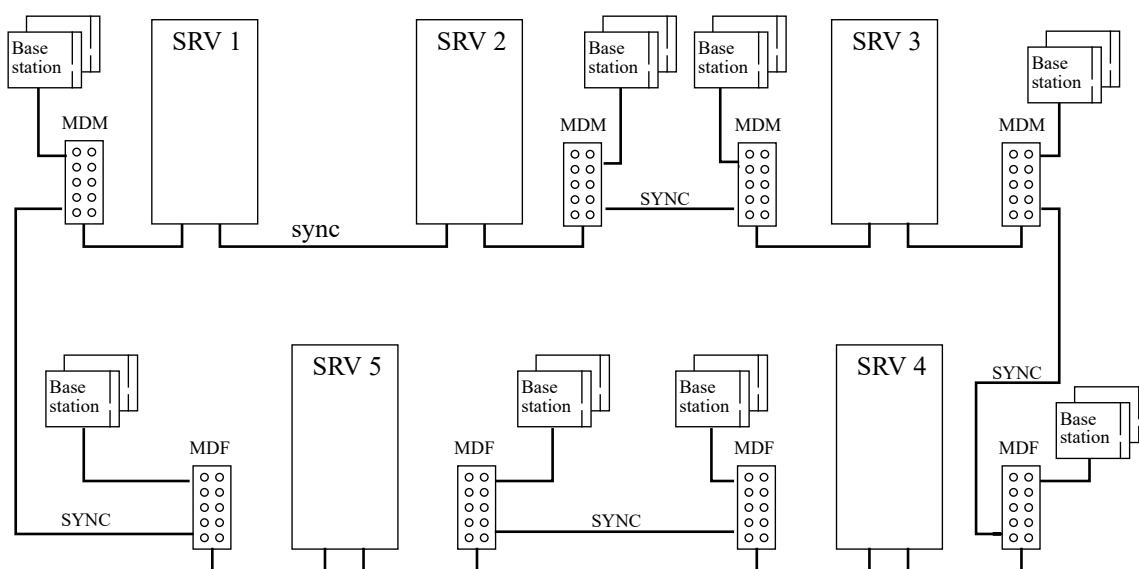 SRV 1
SRV 2
SRV 3
Base
station
Base
station
Base
station
Base
station
MDM
MDM
MDM
MDM
SYNC
sync
SRV 5
SRV 4
Base
station
Base
station
Base
station
SYNC
Base
station
MDF
MDF
MDF
MDF
SYNC
SYNC